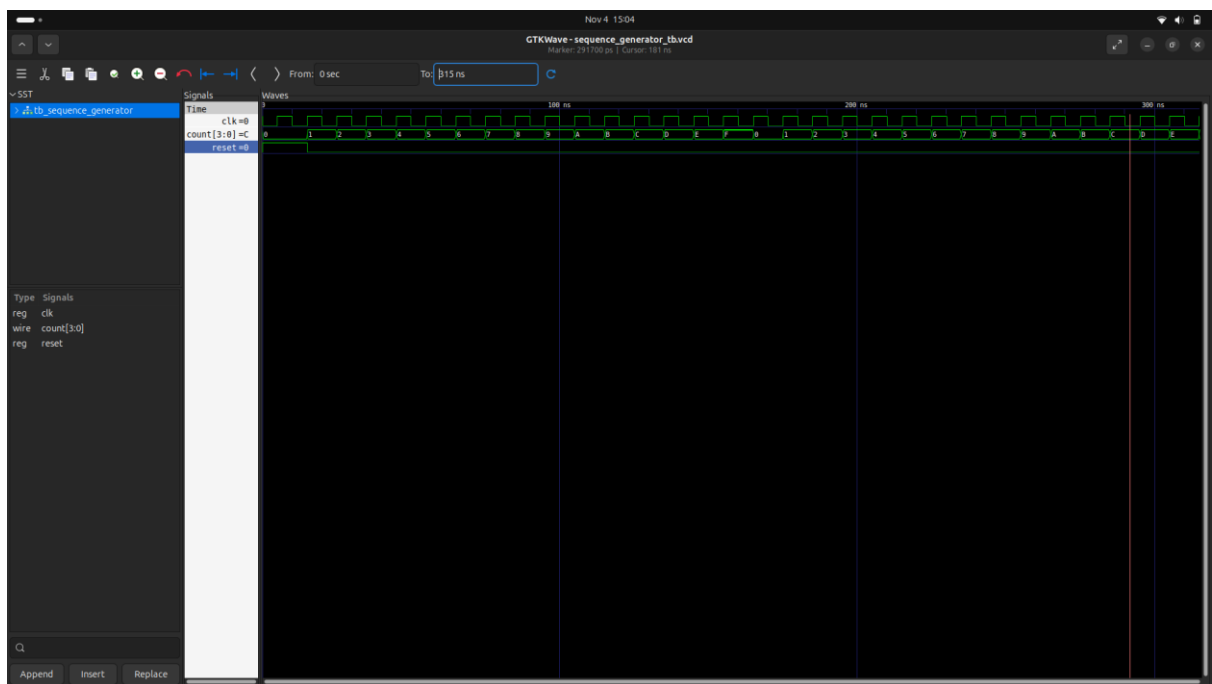 Nov 4 15:04
GTKWave - sequence_generator_tb.vcd
Marker: 291700 ps | Cursor: 181 ns
From: 0 sec To: 315 ns
SST
tb_sequence_generator
Type Signals
reg clk
wire count[3:0]
reg reset
Append Insert Replace
Signals
Time
clk=0
count[3:0]=C
reset=0
Waves
0 100 ns 200 ns 300 ns
0 1 2 3 4 5 6 7 8 9 A B C D E F 0 1 2 3 4 5 6 7 8 9 A B C D E